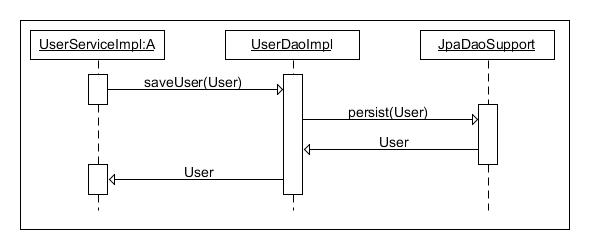 UserServiceImpl:A
UserDaoImpl
JpaDaoSupport
saveUser(User)
persist(User)
User
User